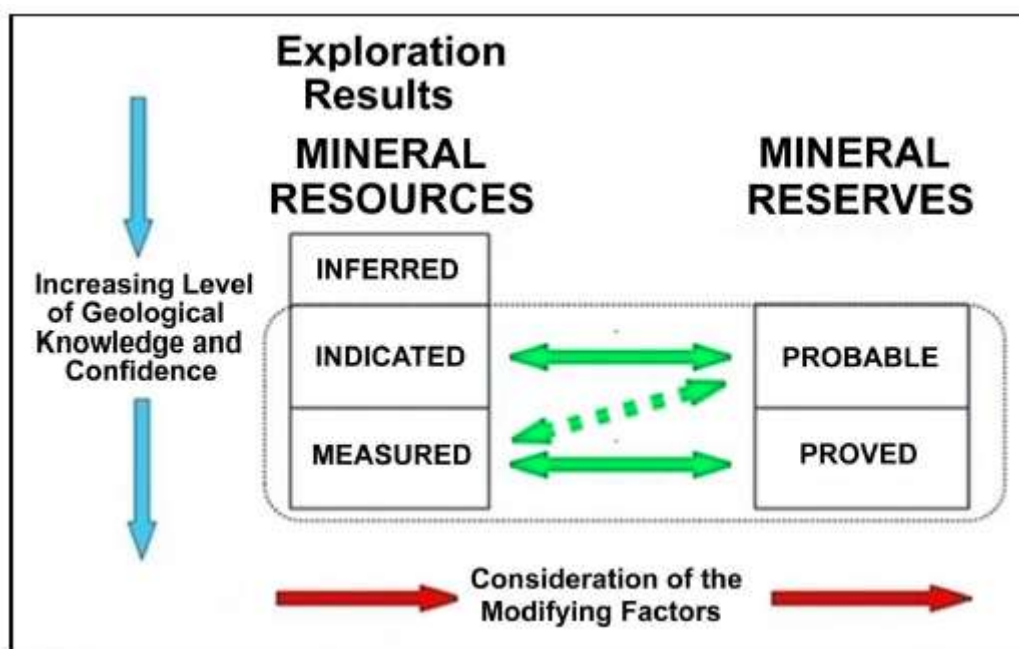 Exploration
Results
MINERAL
RESOURCES
MINERAL
RESERVES
INFERRED
Increasing Level
of Geological
Knowledge and
Confidence
INDICATED
PROBABLE
MEASURED
PROVED
Consideration of the
Modifying Factors